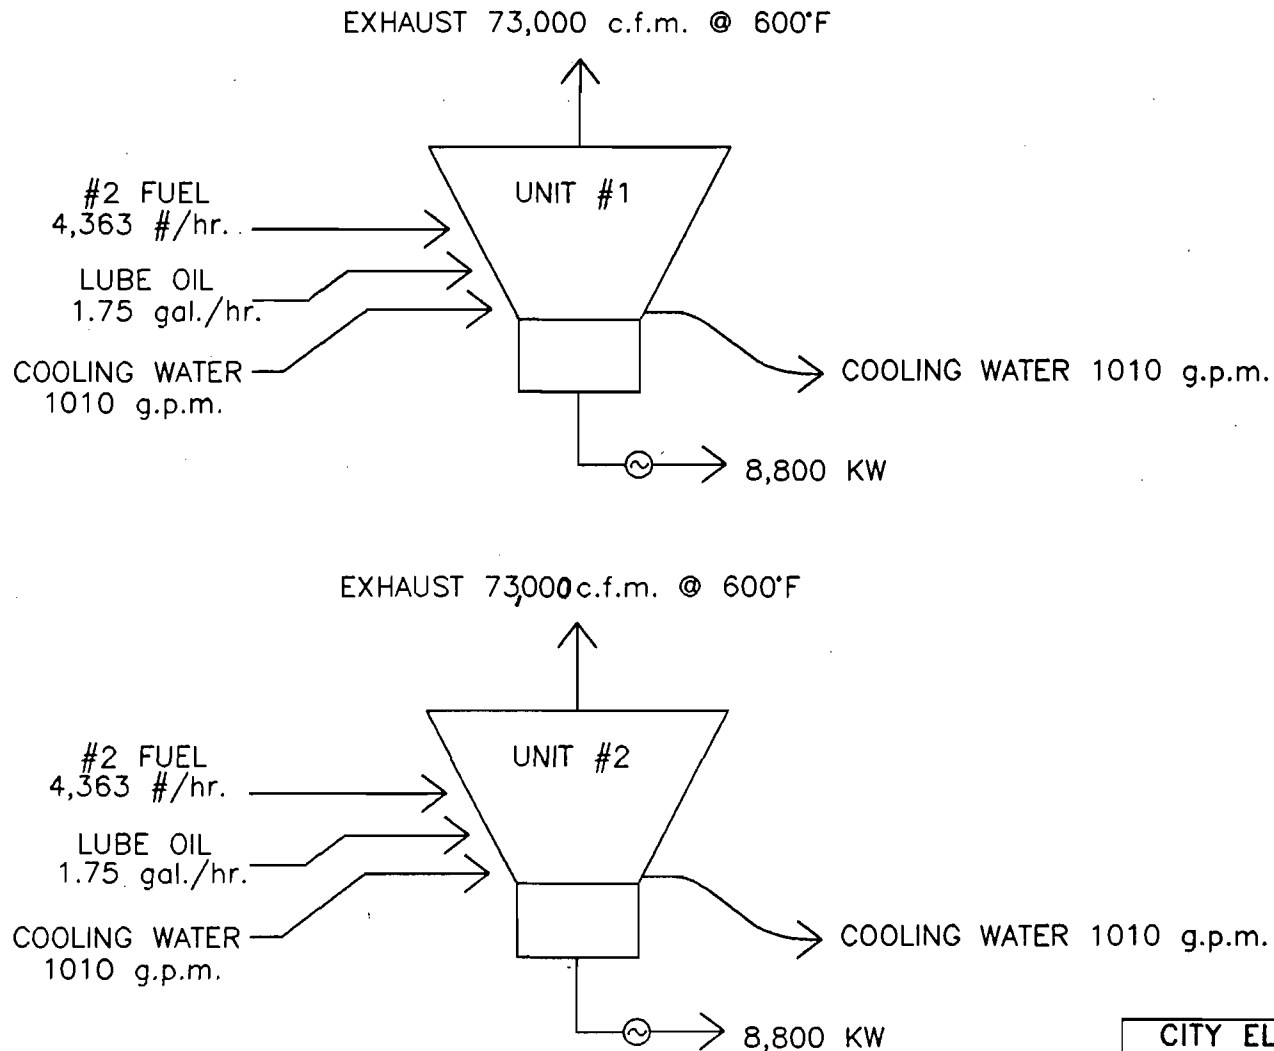 EXHAUST 73,000 c.f.m. @ 600°F
UNIT #1
#2 FUEL
4,363 #/hr.
LUBE OIL
1.75 gal./hr.
COOLING WATER
1010 g.p.m.
COOLING WATER 1010 g.p.m.
8,800 KW
EXHAUST 73,000 c.f.m. @ 600°F
UNIT #2
#2 FUEL
4,363 #/hr.
LUBE OIL
1.75 gal./hr.
COOLING WATER
1010 g.p.m.
COOLING WATER 1010 g.p.m.
8,800 KW
CITY EL